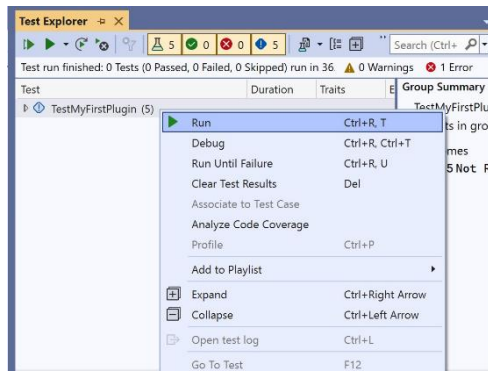 Test Explorer
5 0 0 5 Search (Ctrl+
Test run finished: 0 Tests (0 Passed, 0 Failed, 0 Skipped) run in 36 0 Warnings 1 Error
Test Duration Traits E Group Summary
TestMyFirstPlugin (5) TestMyFirstPlu
Run Ctrl+R, T ts in gro
Debug Ctrl+R, Ctrl+T mes
Run Until Failure Ctrl+R, U 5 Not R
Clear Test Results Del
Associate to Test Case
Analyze Code Coverage
Profile Ctrl+P
Add to Playlist
Expand Ctrl+Right Arrow
Collapse Ctrl+Left Arrow
Open test log Ctrl+L
Go To Test F12